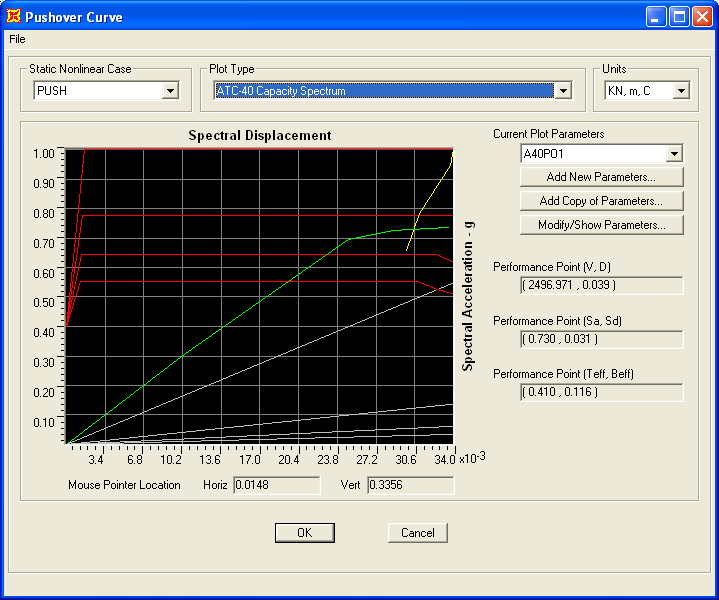 Pushover Curve
File
Static Nonlinear Case
PUSH
Plot Type
ATC-40 Capacity Spectrum
Units
KN, m, C
Spectral Displacement
1.00
0.90
0.80
0.70
0.60
0.50
0.40
0.30
0.20
0.10
3.4 6.8 10.2 13.6 17.0 20.4 23.8 27.2 30.6 34.0 x10-3
Spectral Acceleration - g
Mouse Pointer Location Horiz 0.0148 Vert 0.3356
Current Plot Parameters
A40PO1
Add New Parameters...
Add Copy of Parameters...
Modify/Show Parameters...
Performance Point (V, D)
( 2496.971 , 0.039 )
Performance Point (Sa, Sd)
( 0.730 , 0.031 )
Performance Point (Teff, Beff)
( 0.410 , 0.116 )
OK
Cancel